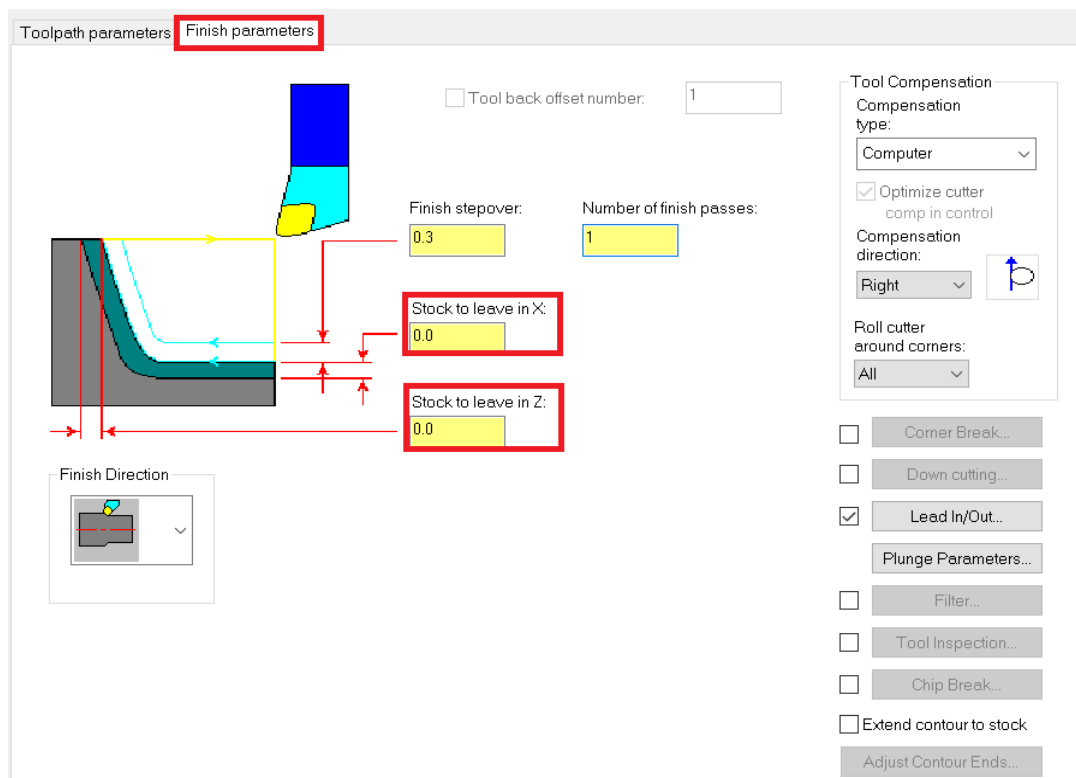 Toolpath parameters
Finish parameters
Tool back offset number:
1
Finish stepover:
0.3
Number of finish passes:
1
Stock to leave in X:
0.0
Stock to leave in Z:
0.0
Finish Direction
Tool Compensation
Compensation
type:
Computer
Optimize cutter
comp in control
Compensation
direction:
Right
Roll cutter
around corners:
All
Corner Break...
Down cutting...
Lead In/Out...
Plunge Parameters...
Filter...
Tool Inspection...
Chip Break...
Extend contour to stock
Adjust Contour Ends...